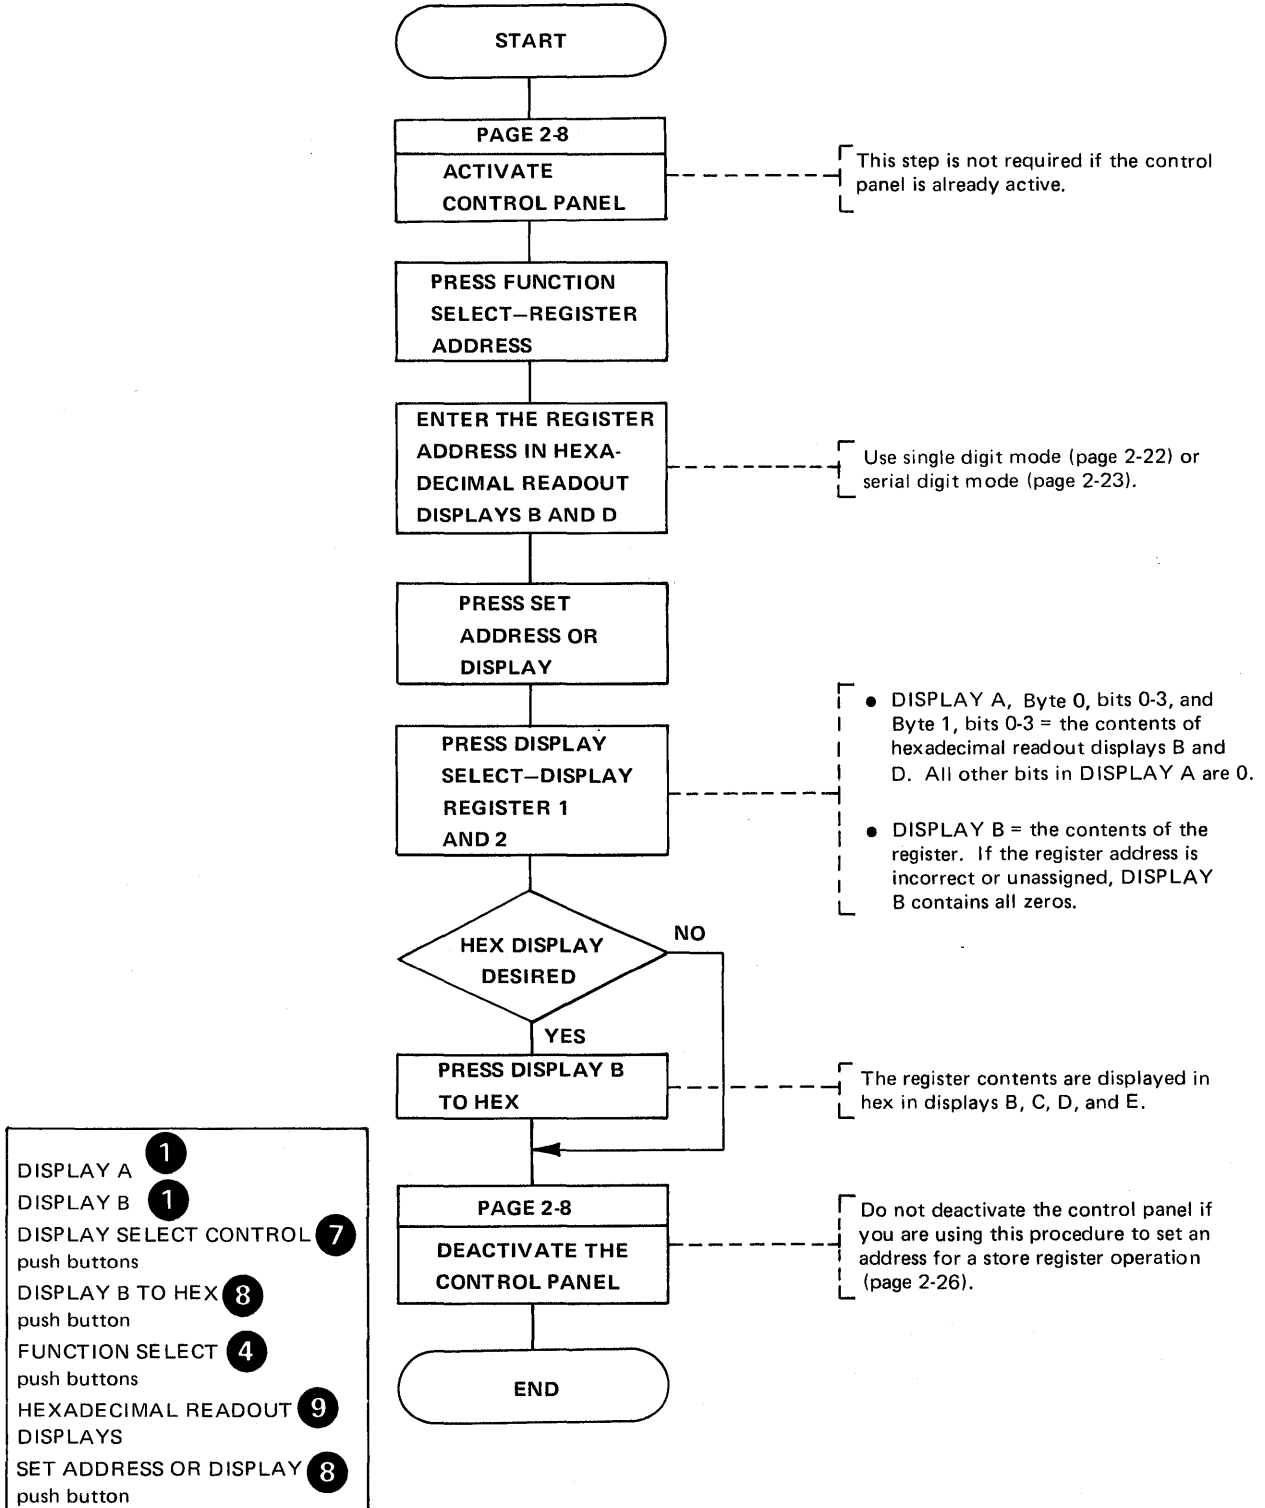 START
PAGE 2-8
ACTIVATE
CONTROL PANEL
This step is not required if the control
panel is already active.
PRESS FUNCTION
SELECT—REGISTER
ADDRESS
ENTER THE REGISTER
ADDRESS IN HEXA-
DECIMAL READOUT
DISPLAYS B AND D
Use single digit mode (page 2-22) or
serial digit mode (page 2-23).
PRESS SET
ADDRESS OR
DISPLAY
PRESS DISPLAY
SELECT—DISPLAY
REGISTER 1
AND 2
● DISPLAY A, Byte 0, bits 0-3, and
Byte 1, bits 0-3 = the contents of
hexadecimal readout displays B and
D. All other bits in DISPLAY A are 0.
● DISPLAY B = the contents of the
register. If the register address is
incorrect or unassigned, DISPLAY
B contains all zeros.
HEX DISPLAY
DESIRED
NO
YES
PRESS DISPLAY B
TO HEX
The register contents are displayed in
hex in displays B, C, D, and E.
PAGE 2-8
DEACTIVATE THE
CONTROL PANEL
Do not deactivate the control panel if
you are using this procedure to set an
address for a store register operation
(page 2-26).
END
DISPLAY A 1
DISPLAY B 1
DISPLAY SELECT CONTROL 7
push buttons
DISPLAY B TO HEX 8
push button
FUNCTION SELECT 4
push buttons
HEXADECIMAL READOUT 9
DISPLAYS
SET ADDRESS OR DISPLAY 8
push button